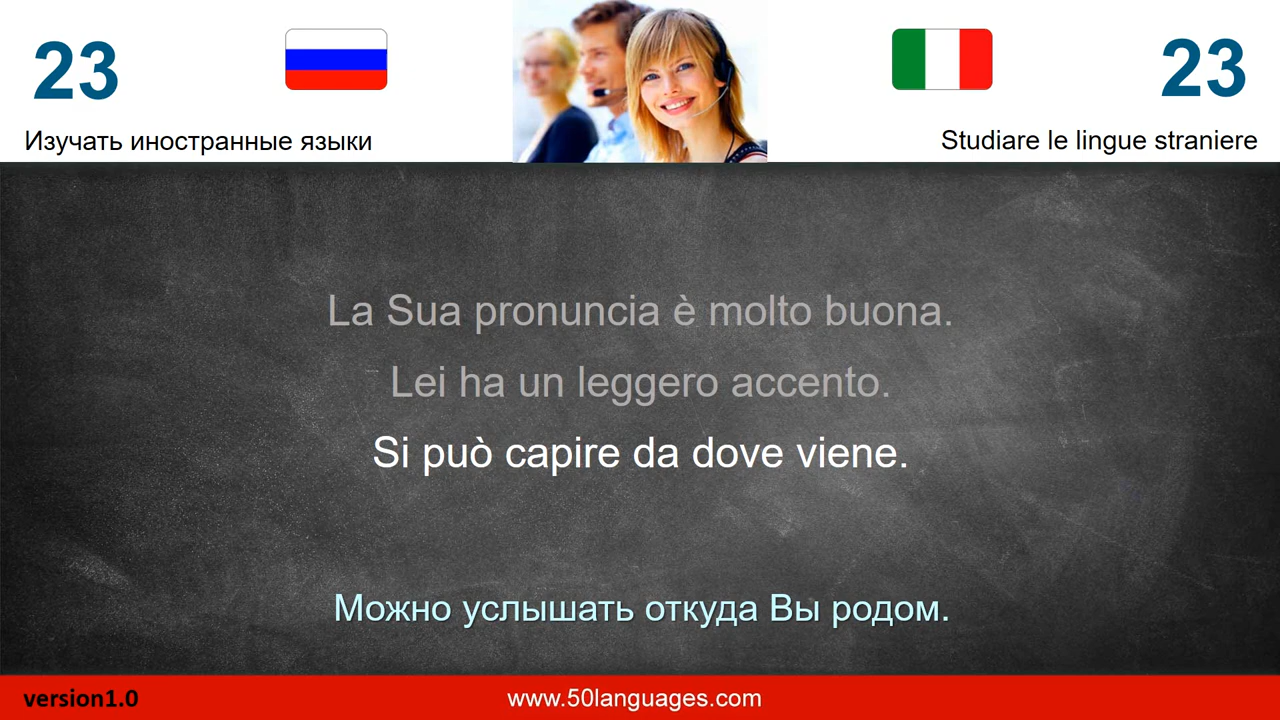 23
23
Изучать иностранные языки
Studiare le lingue straniere
La Sua pronuncia è molto buona.
Lei ha un leggero accento.
Si può capire da dove viene.
Можно услышать откуда Вы родом.
version1.0
www.50languages.com